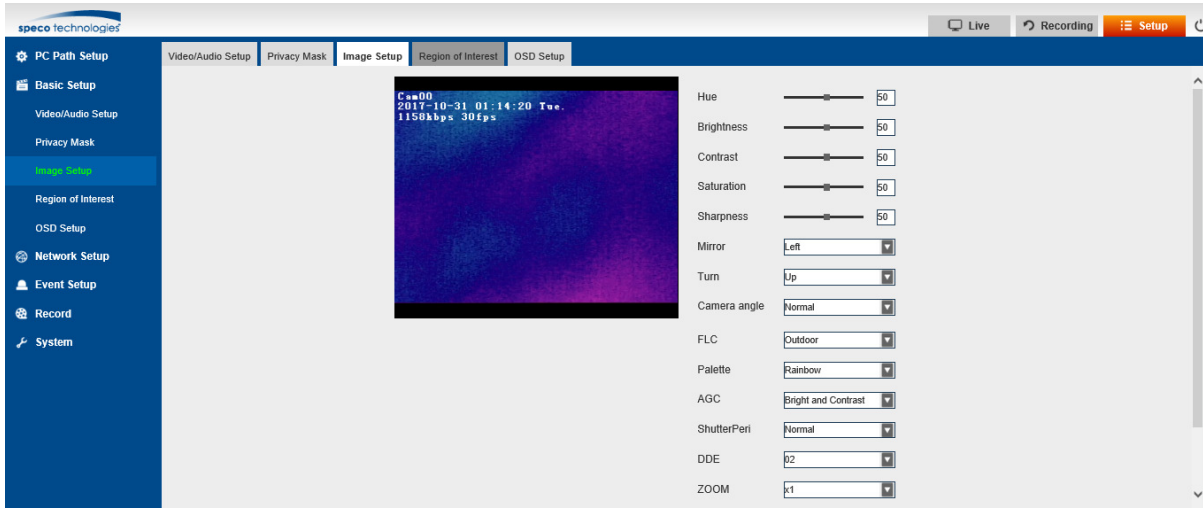 speco technologies
Live
Recording
Setup
PC Path Setup
Basic Setup
Video/Audio Setup
Privacy Mask
Image Setup
Region of Interest
OSD Setup
Network Setup
Event Setup
Record
System
Video/Audio Setup
Privacy Mask
Image Setup
Region of Interest
OSD Setup
Cam00
2017-10-31 01:14:20 Tue.
1158kbps 30fps
Hue 50
Brightness 50
Contrast 50
Saturation 50
Sharpness 50
Mirror Left
Turn Up
Camera angle Normal
FLC Outdoor
Palette Rainbow
AGC Bright and Contrast
ShutterPeri Normal
DDE 02
ZOOM x1